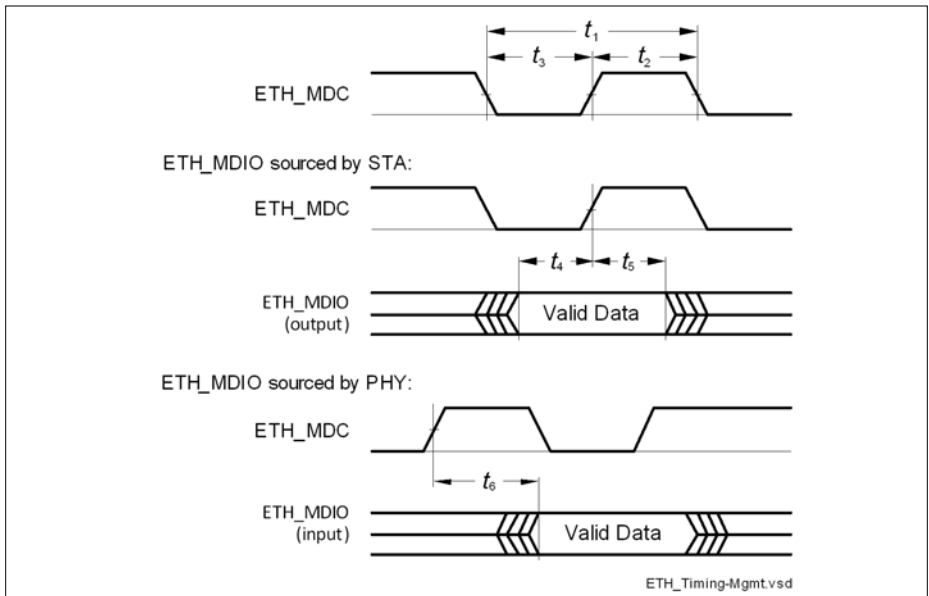 t1
t3 t2
ETH_MDC
ETH_MDIO sourced by STA:
ETH_MDC
t4 t5
ETH_MDIO
(output)
Valid Data
ETH_MDIO sourced by PHY:
ETH_MDC
t6
ETH_MDIO
(input)
Valid Data
ETH_Timing-Mgmt.vsd